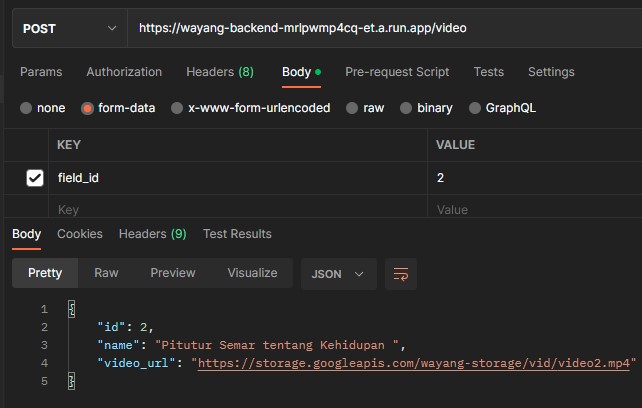 POST https://wayang-backend-mrlpwmp4cq-et.a.run.app/video
Params Authorization Headers (8) Body Pre-request Script Tests Settings
none form-data x-www-form-urlencoded raw binary GraphQL
KEY VALUE
field_id 2
Key Value
Body Cookies Headers (9) Test Results
Pretty Raw Preview Visualize JSON
1 {
2 "id": 2,
3 "name": "Pitutur Semar tentang Kehidupan ",
4 "video_url": "https://storage.googleapis.com/wayang-storage/vid/video2.mp4"
5 }